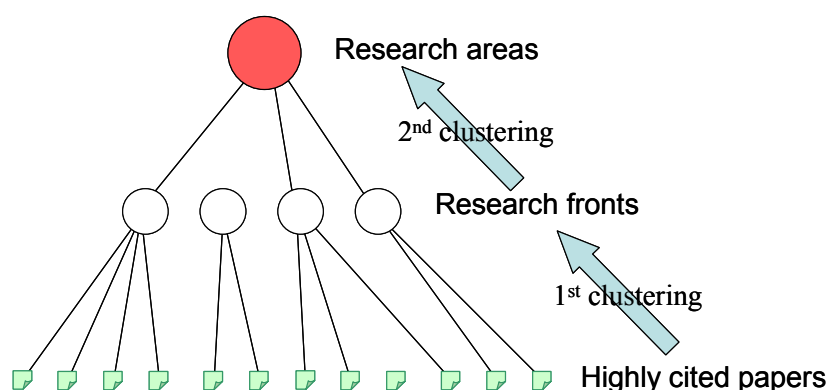 Research areas
2nd clustering
Research fronts
1st clustering
Highly cited papers